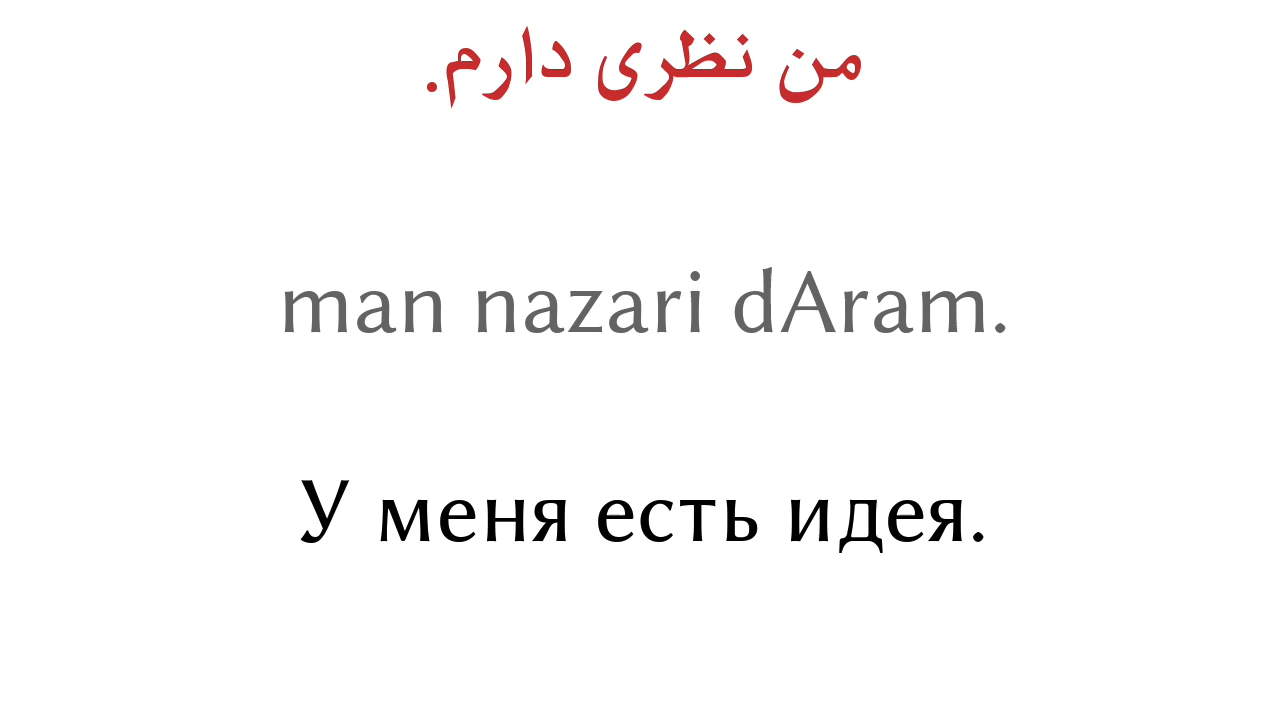 من نظری دارم.
man nazari dAram.
У меня есть идея.